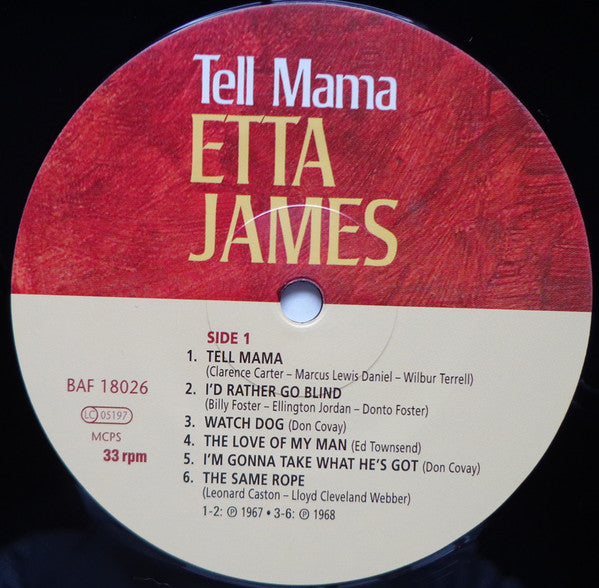 Tell Mama
ETTA
JAMES
SIDE 1
1. TELL MAMA
(Clarence Carter – Marcus Lewis Daniel – Wilbur Terrell)
2. I'D RATHER GO BLIND
(Billy Foster – Ellington Jordan – Donto Foster)
3. WATCH DOG (Don Covay)
4. THE LOVE OF MY MAN (Ed Townsend)
5. I'M GONNA TAKE WHAT HE'S GOT (Don Covay)
6. THE SAME ROPE
(Leonard Caston – Lloyd Cleveland Webber)
1-2: ℗ 1967 • 3-6: ℗ 1968
BAF 18026
LC 05197
MCPS
33 rpm